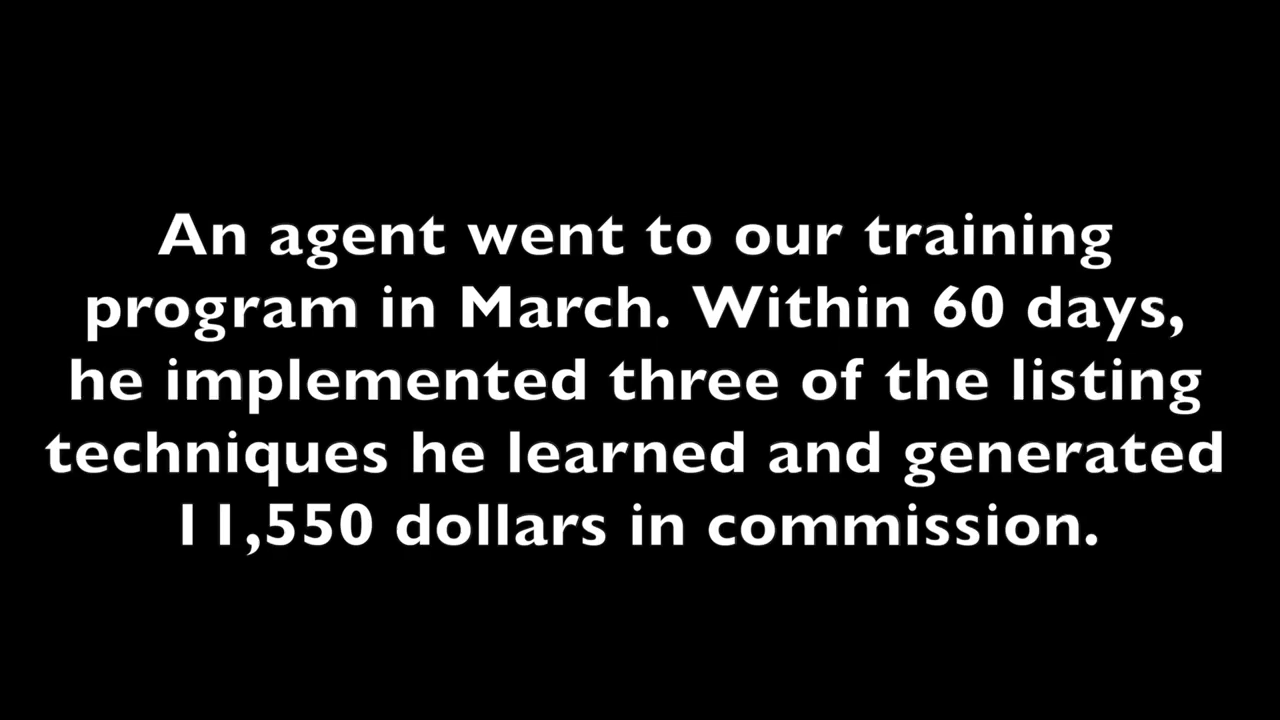 An agent went to our training
program in March. Within 60 days,
he implemented three of the listing
techniques he learned and generated
11,550 dollars in commission.